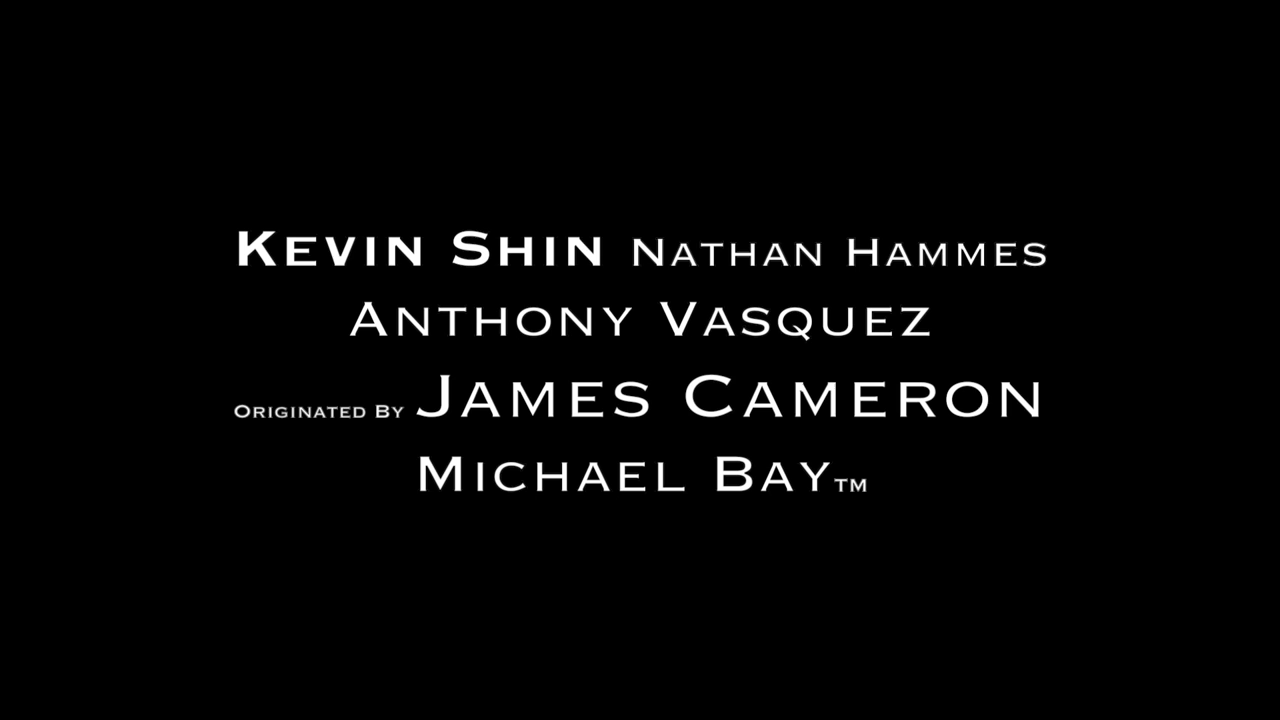 Kevin Shin Nathan Hammes
Anthony Vasquez
Originated By James Cameron
Michael Bay™